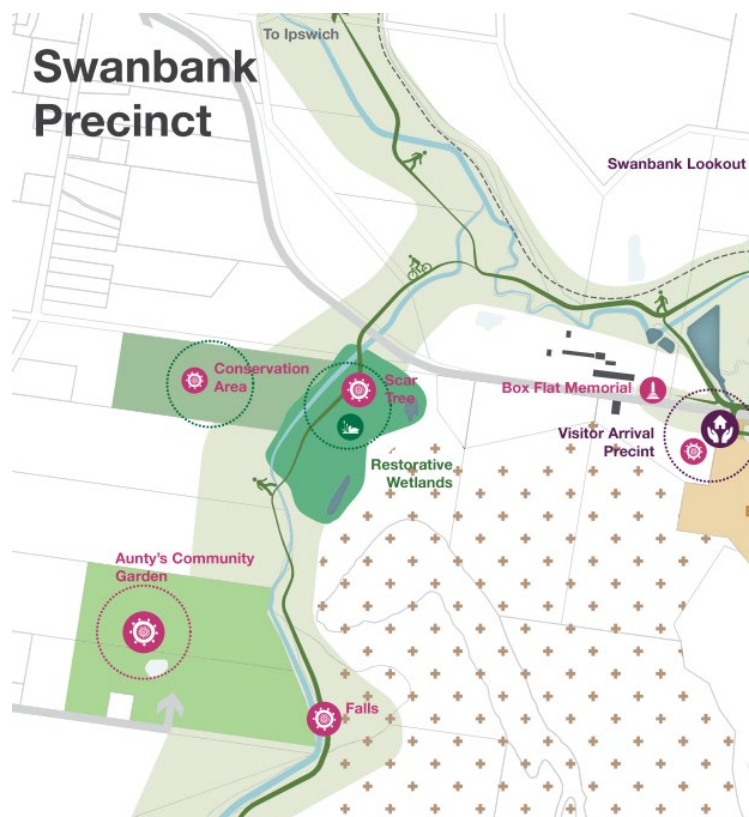 To Ipswich
Swanbank
Precinct
Swanbank Lookout
Conservation
Area
Scar
Tree
Box Flat Memorial
Visitor Arrival
Precint
Restorative
Wetlands
Aunty's Community
Garden
Falls